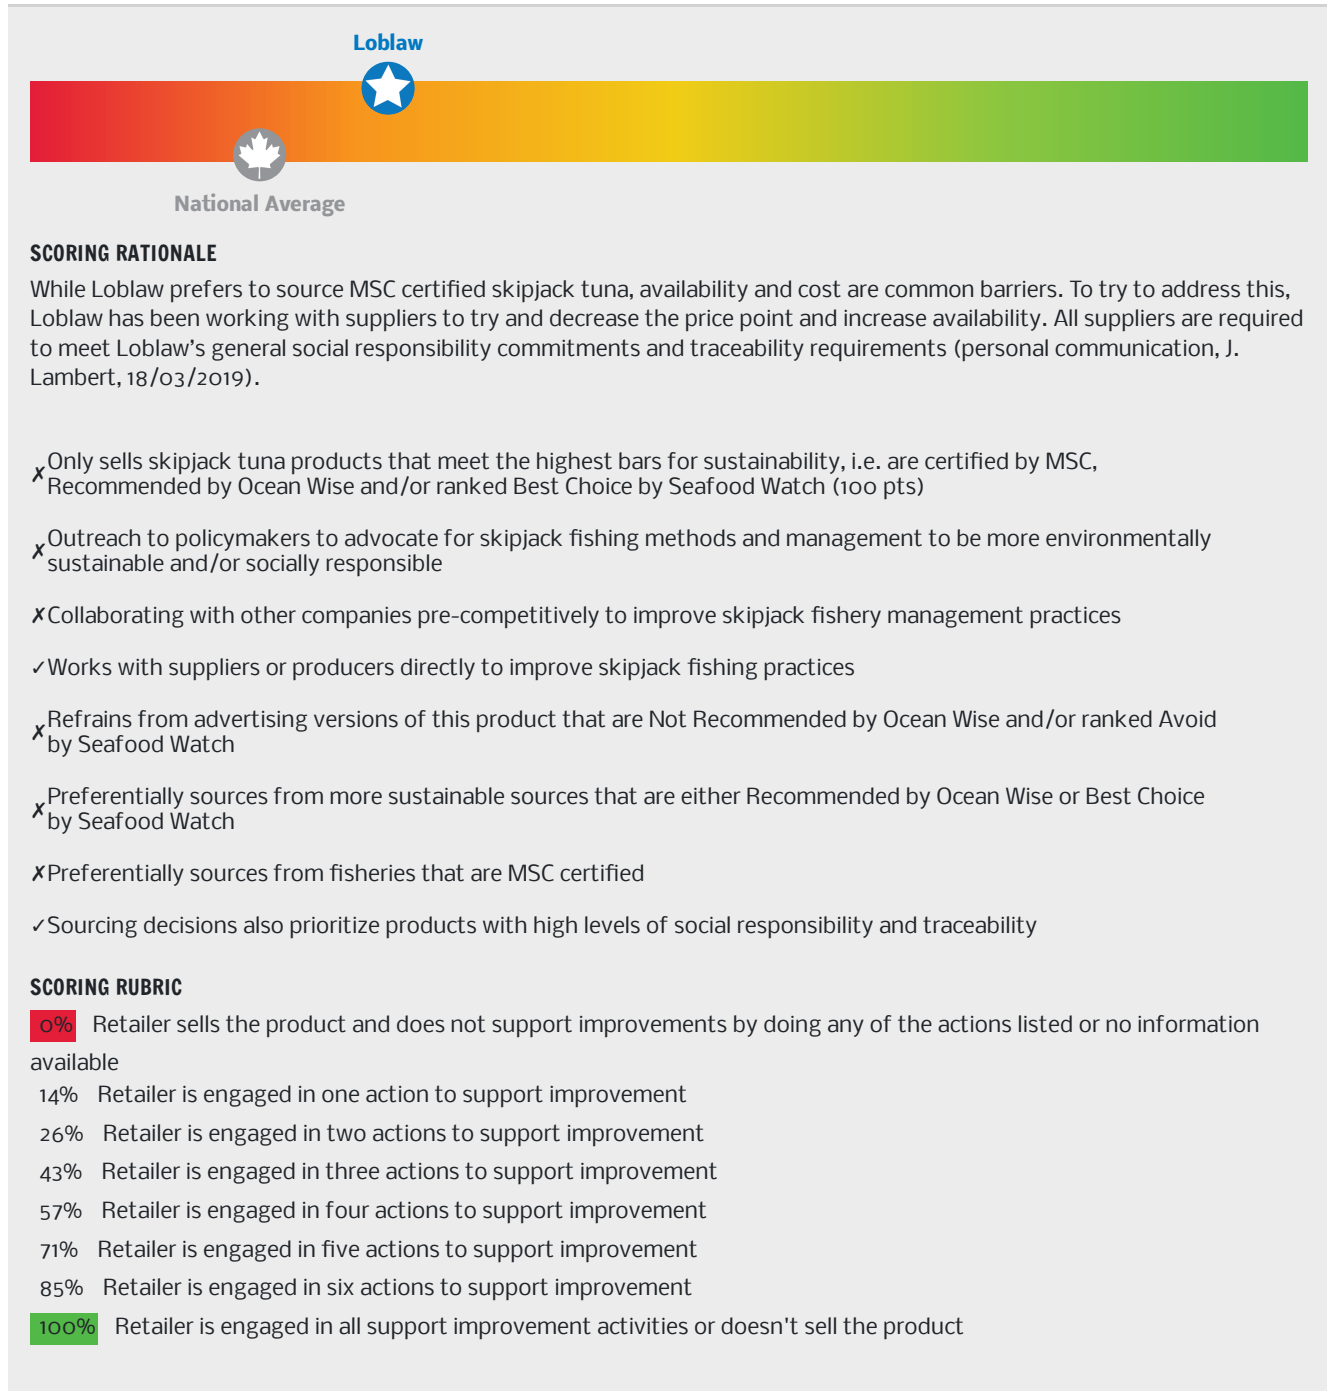 Loblaw
National Average
SCORING RATIONALE
While Loblaw prefers to source MSC certified skipjack tuna, availability and cost are common barriers. To try to address this,
Loblaw has been working with suppliers to try and decrease the price point and increase availability. All suppliers are required
to meet Loblaw's general social responsibility commitments and traceability requirements (personal communication, J.
Lambert, 18/03/2019).
✗Only sells skipjack tuna products that meet the highest bars for sustainability, i.e. are certified by MSC,
Recommended by Ocean Wise and/or ranked Best Choice by Seafood Watch (100 pts)
✗Outreach to policymakers to advocate for skipjack fishing methods and management to be more environmentally
sustainable and/or socially responsible
✗Collaborating with other companies pre-competitively to improve skipjack fishery management practices
✓Works with suppliers or producers directly to improve skipjack fishing practices
✗Refrains from advertising versions of this product that are Not Recommended by Ocean Wise and/or ranked Avoid
by Seafood Watch
✗Preferentially sources from more sustainable sources that are either Recommended by Ocean Wise or Best Choice
by Seafood Watch
✗Preferentially sources from fisheries that are MSC certified
✓Sourcing decisions also prioritize products with high levels of social responsibility and traceability
SCORING RUBRIC
0% Retailer sells the product and does not support improvements by doing any of the actions listed or no information
available
14% Retailer is engaged in one action to support improvement
26% Retailer is engaged in two actions to support improvement
43% Retailer is engaged in three actions to support improvement
57% Retailer is engaged in four actions to support improvement
71% Retailer is engaged in five actions to support improvement
85% Retailer is engaged in six actions to support improvement
100% Retailer is engaged in all support improvement activities or doesn't sell the product